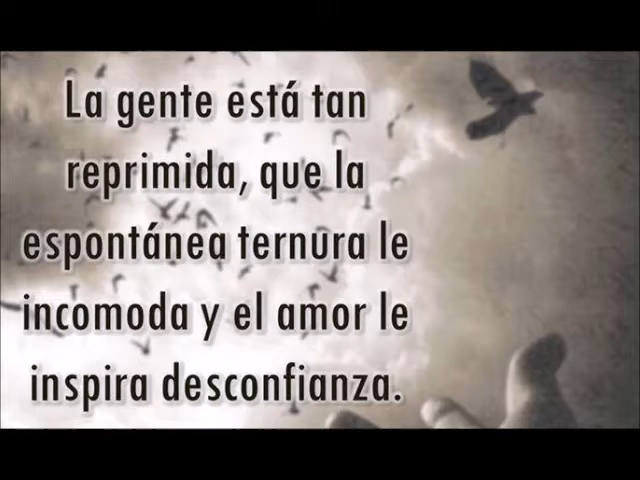 La gente está tan
reprimida, que la
espontánea ternura le
incomoda y el amor le
inspira desconfianza.